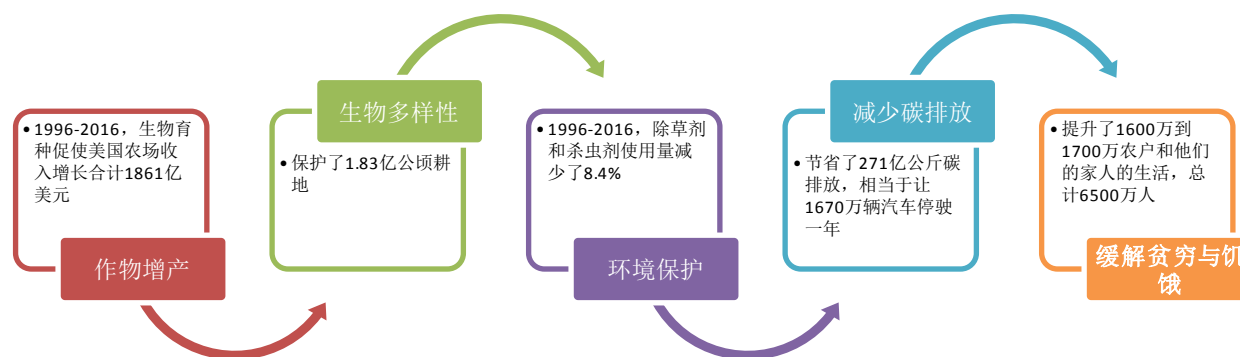 • 1996-2016，生物育
种促使美国农场收
入增长合计1861亿
美元
作物增产
生物多样性
• 保护了1.83亿公顷耕
地
• 1996-2016，除草剂
和杀虫剂使用量减
少了8.4%
环境保护
减少碳排放
• 节省了271亿公斤碳
排放，相当于让
1670万辆汽车停驶
一年
• 提升了1600万到
1700万农户和他们
的家人的生活，总
计6500万人
缓解贫穷与饥
饿